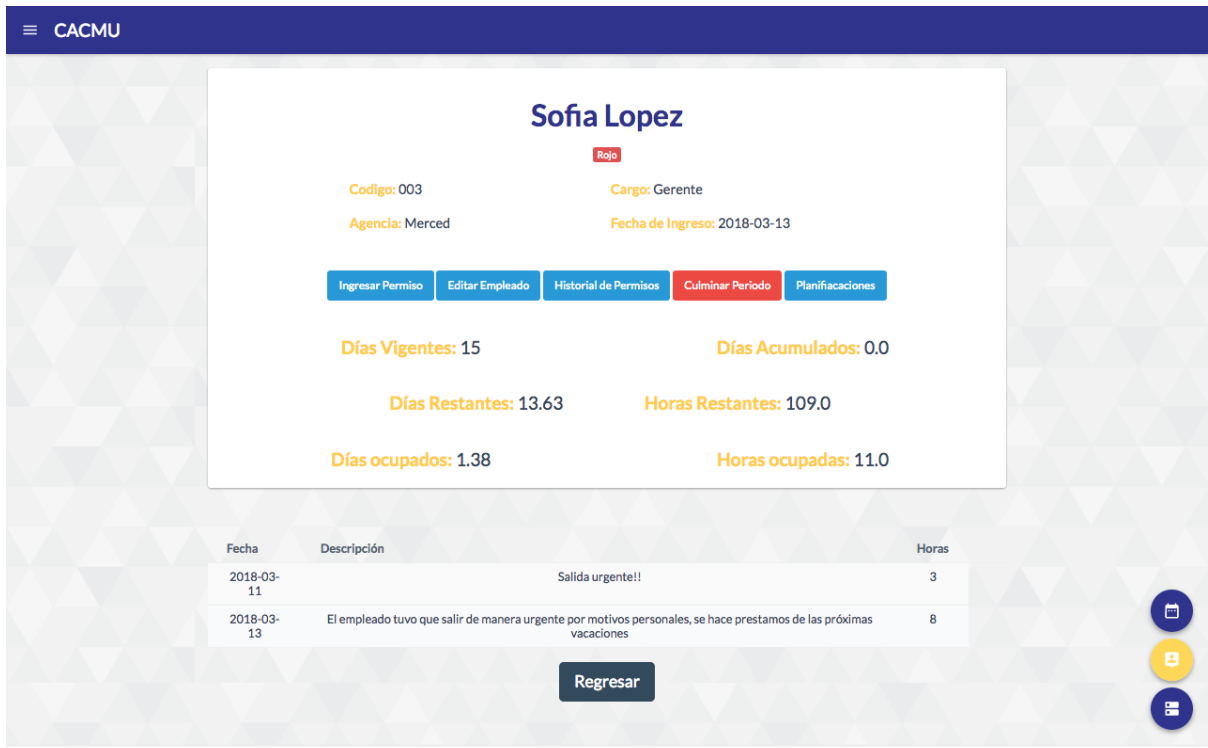 CACMU
Sofia Lopez
Rojo
Codigo: 003 Cargo: Gerente
Agencia: Merced Fecha de Ingreso: 2018-03-13
Ingresar Permiso Editar Empleado Historial de Permisos Culminar Periodo Planifiacaciones
Días Vigentes: 15 Días Acumulados: 0.0
Días Restantes: 13.63 Horas Restantes: 109.0
Días ocupados: 1.38 Horas ocupadas: 11.0
Fecha Descripción Horas
2018-03- Salida urgente!! 3
11
2018-03- El empleado tuvo que salir de manera urgente por motivos personales, se hace prestamos de las próximas 8
13 vacaciones
Regresar